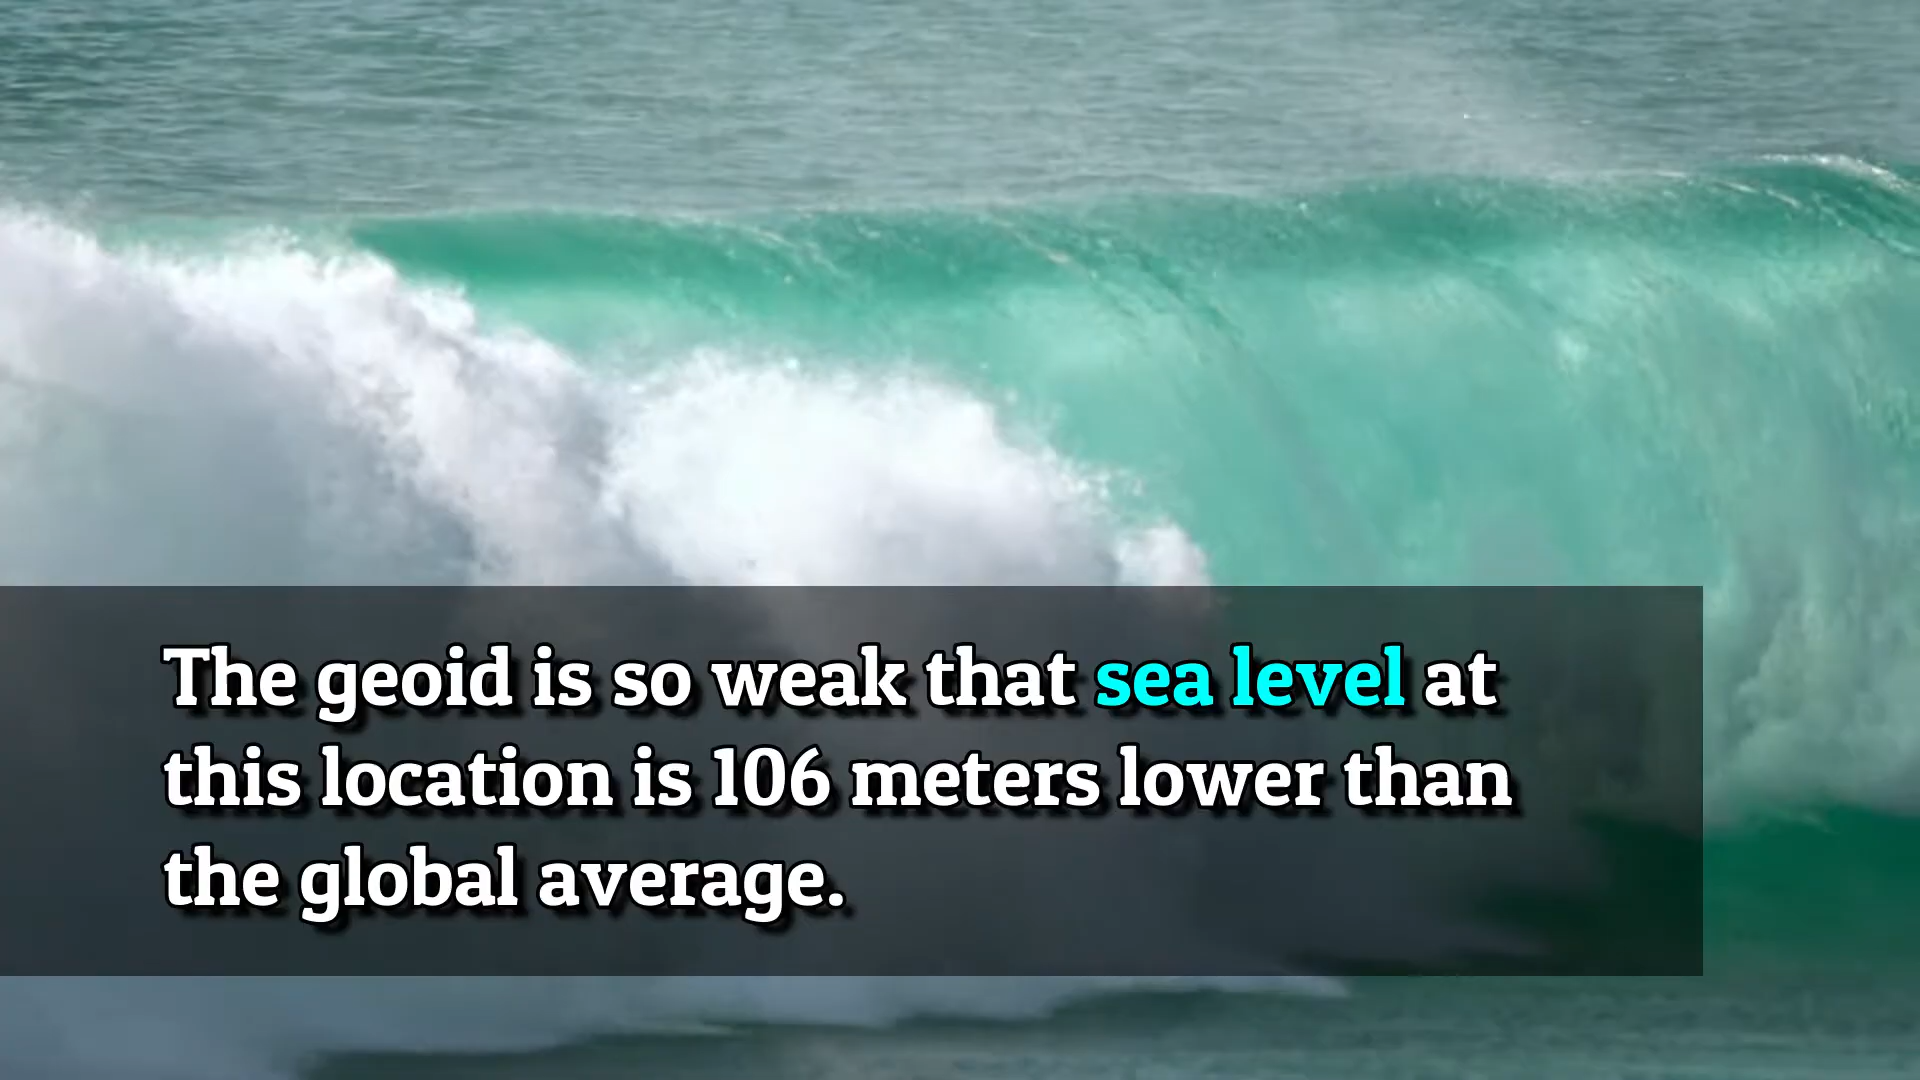 The geoid is so weak that sea level at
this location is 106 meters lower than
the global average.